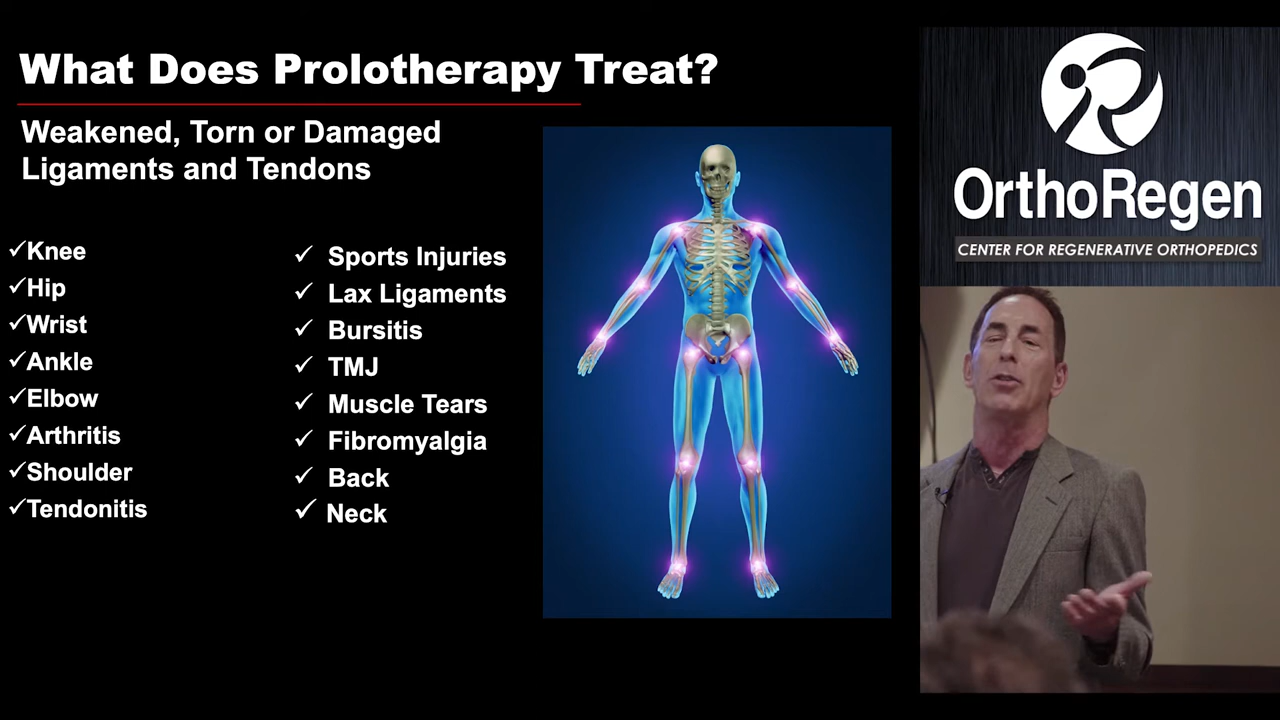 What Does Prolotherapy Treat?
Weakened, Torn or Damaged
Ligaments and Tendons
✓Knee
✓Hip
✓Wrist
✓Ankle
✓Elbow
✓Arthritis
✓Shoulder
✓Tendonitis
✓ Sports Injuries
✓ Lax Ligaments
✓ Bursitis
✓ TMJ
✓ Muscle Tears
✓ Fibromyalgia
✓ Back
✓ Neck
OrthoRegen
CENTER FOR REGENERATIVE ORTHOPEDICS